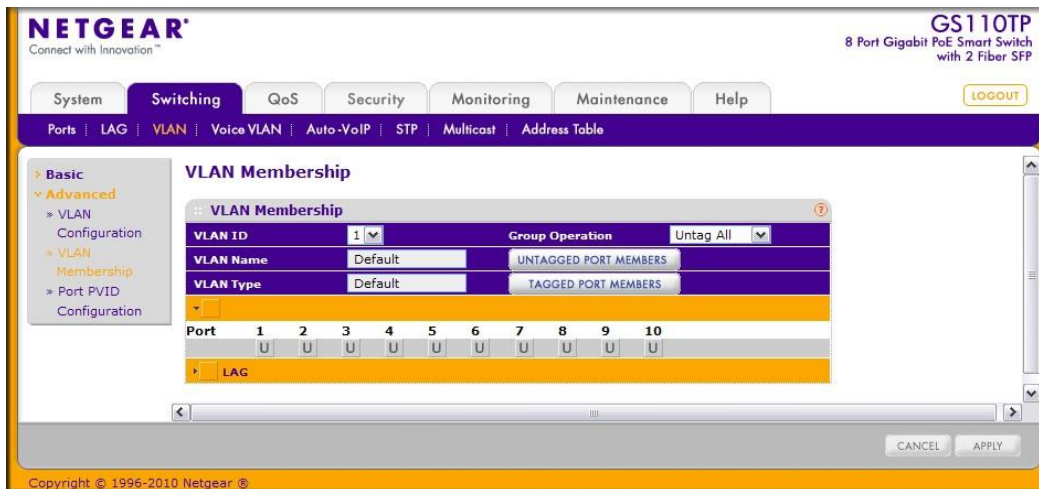 NETGEAR®
Connect with Innovation™
GS110TP
8 Port Gigabit PoE Smart Switch
with 2 Fiber SFP
System Switching QoS Security Monitoring Maintenance Help LOGOUT
Ports LAG VLAN Voice VLAN Auto-VoIP STP Multicast Address Table
Basic
Advanced
» VLAN
Configuration
» VLAN
Membership
» Port PVID
Configuration
VLAN Membership
VLAN Membership ?
VLAN ID 1 Group Operation Untag All
VLAN Name Default UNTAGGED PORT MEMBERS
VLAN Type Default TAGGED PORT MEMBERS
Port 1 2 3 4 5 6 7 8 9 10
U U U U U U U U U U
LAG
CANCEL APPLY
Copyright © 1996-2010 Netgear ®